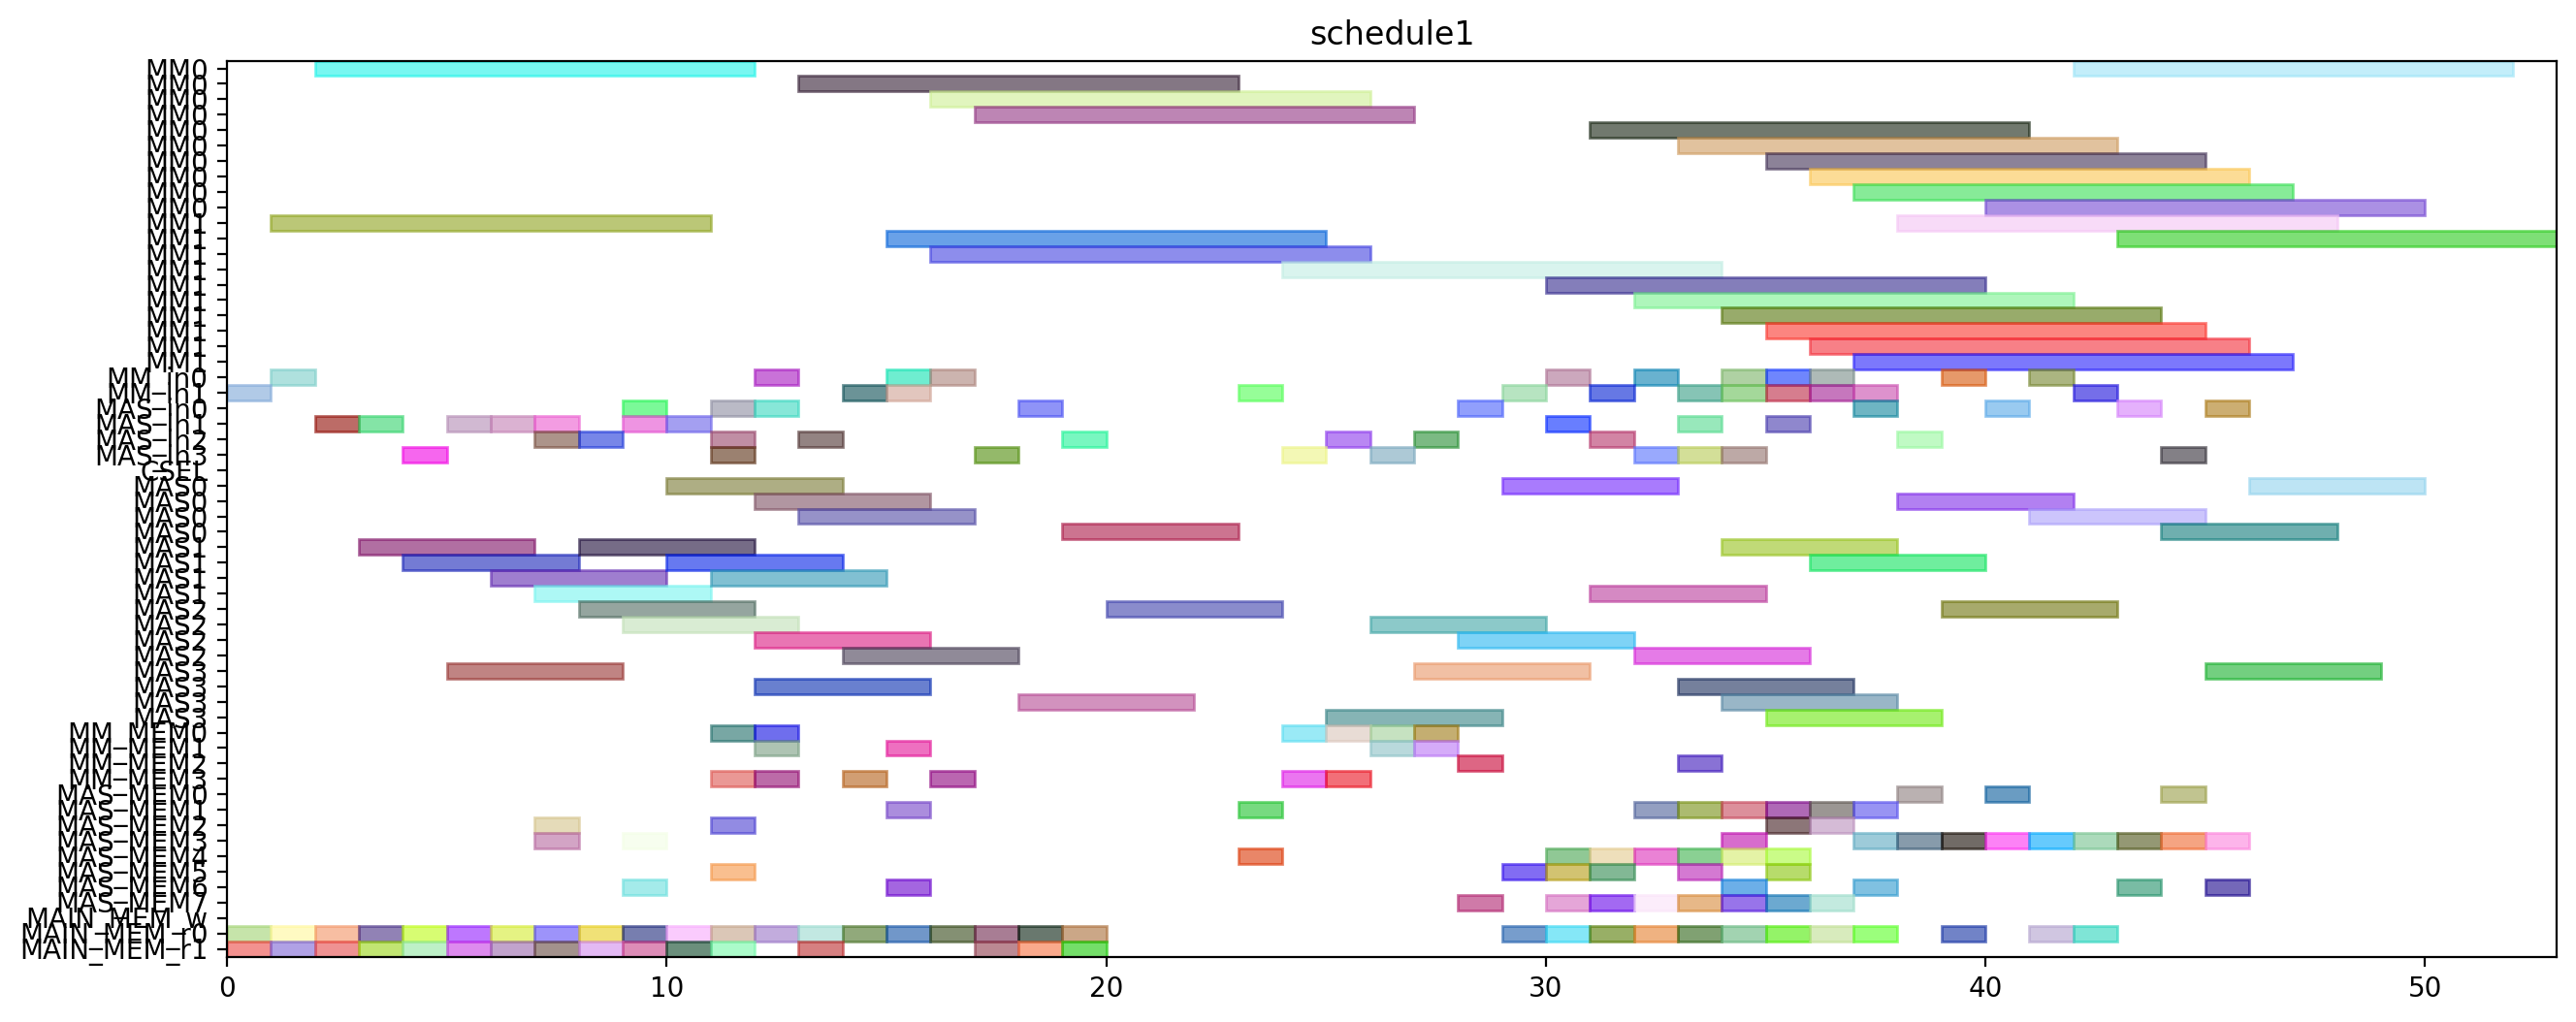 schedule1
MM0
MM0
MM0
MM0
MM0
MM0
MM0
MM0
MM0
MM0
MM1
MM1
MM1
MM1
MM1
MM1
MM1
MM1
MM1
MM1
MM_in0
MM_in1
MAS_in0
MAS_in1
MAS_in2
MAS_in3
CSEL
MAS0
MAS0
MAS0
MAS0
MAS1
MAS1
MAS1
MAS1
MAS2
MAS2
MAS2
MAS2
MAS3
MAS3
MAS3
MAS3
MM_MEM0
MM_MEM1
MM_MEM2
MM_MEM3
MAS_MEM0
MAS_MEM1
MAS_MEM2
MAS_MEM3
MAS_MEM4
MAS_MEM5
MAS_MEM6
MAS_MEM7
MAIN_MEM_w
MAIN_MEM_r0
MAIN_MEM_r1
0 10 20 30 40 50